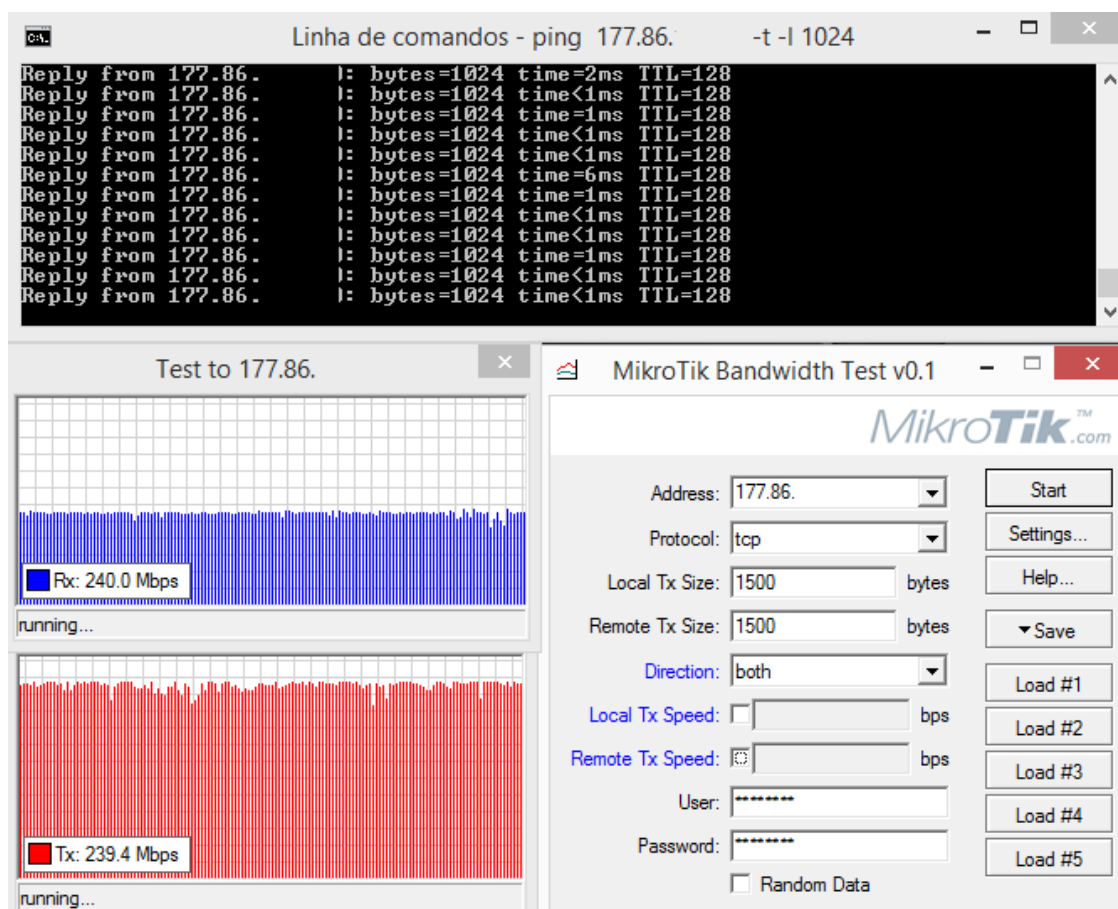 Linha de comandos - ping 177.86. -t -l 1024
Reply from 177.86. ): bytes=1024 time=2ms TTL=128
Reply from 177.86. ): bytes=1024 time<1ms TTL=128
Reply from 177.86. ): bytes=1024 time=1ms TTL=128
Reply from 177.86. ): bytes=1024 time<1ms TTL=128
Reply from 177.86. ): bytes=1024 time<1ms TTL=128
Reply from 177.86. ): bytes=1024 time=6ms TTL=128
Reply from 177.86. ): bytes=1024 time=1ms TTL=128
Reply from 177.86. ): bytes=1024 time<1ms TTL=128
Reply from 177.86. ): bytes=1024 time<1ms TTL=128
Reply from 177.86. ): bytes=1024 time=1ms TTL=128
Reply from 177.86. ): bytes=1024 time<1ms TTL=128
Reply from 177.86. ): bytes=1024 time<1ms TTL=128
Test to 177.86.
Rx: 240.0 Mbps
running...
Tx: 239.4 Mbps
running...
MikroTik Bandwidth Test v0.1
MikroTik™.com
Address: 177.86.
Protocol: tcp
Local Tx Size: 1500 bytes
Remote Tx Size: 1500 bytes
Direction: both
Local Tx Speed: bps
Remote Tx Speed: bps
User: ********
Password: ********
Random Data
Start
Settings...
Help...
Save
Load #1
Load #2
Load #3
Load #4
Load #5